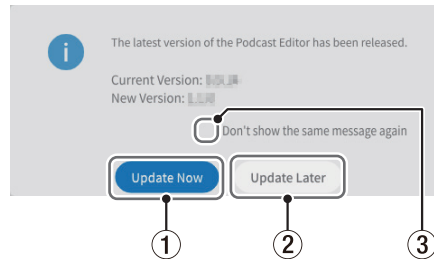 The latest version of the Podcast Editor has been released.
Current Version:
New Version:
Don't show the same message again
Update Now
Update Later
1
2
3